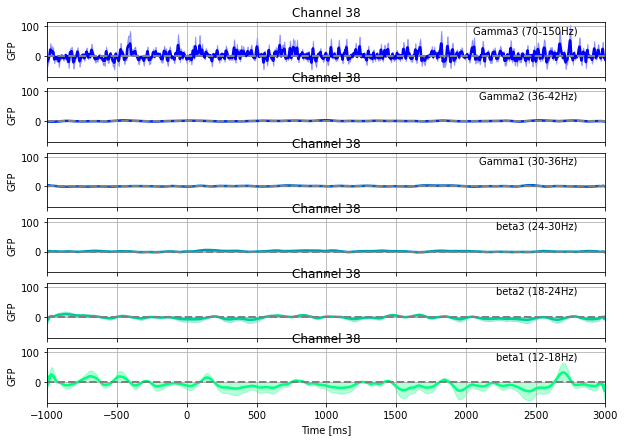 Channel 38
100
Gamma3 (70-150Hz)
GFP
0
Channel 38
100
Gamma2 (36-42Hz)
GFP
0
Channel 38
100
Gamma1 (30-36Hz)
GFP
0
Channel 38
100
beta3 (24-30Hz)
GFP
0
Channel 38
100
beta2 (18-24Hz)
GFP
0
Channel 38
100
beta1 (12-18Hz)
GFP
0
−1000 −500 0 500 1000 1500 2000 2500 3000
Time [ms]